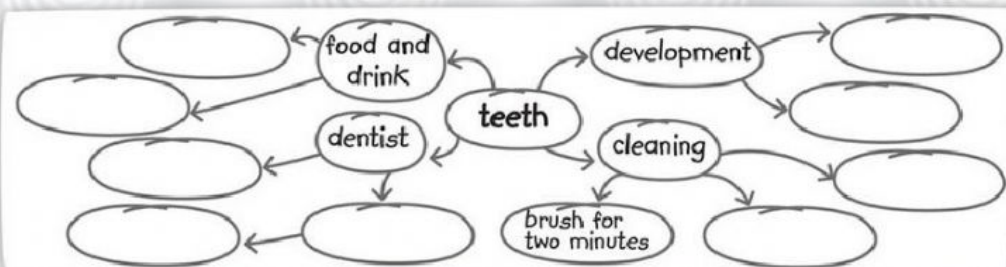 food and
drink
development
teeth
dentist
cleaning
brush for
two minutes